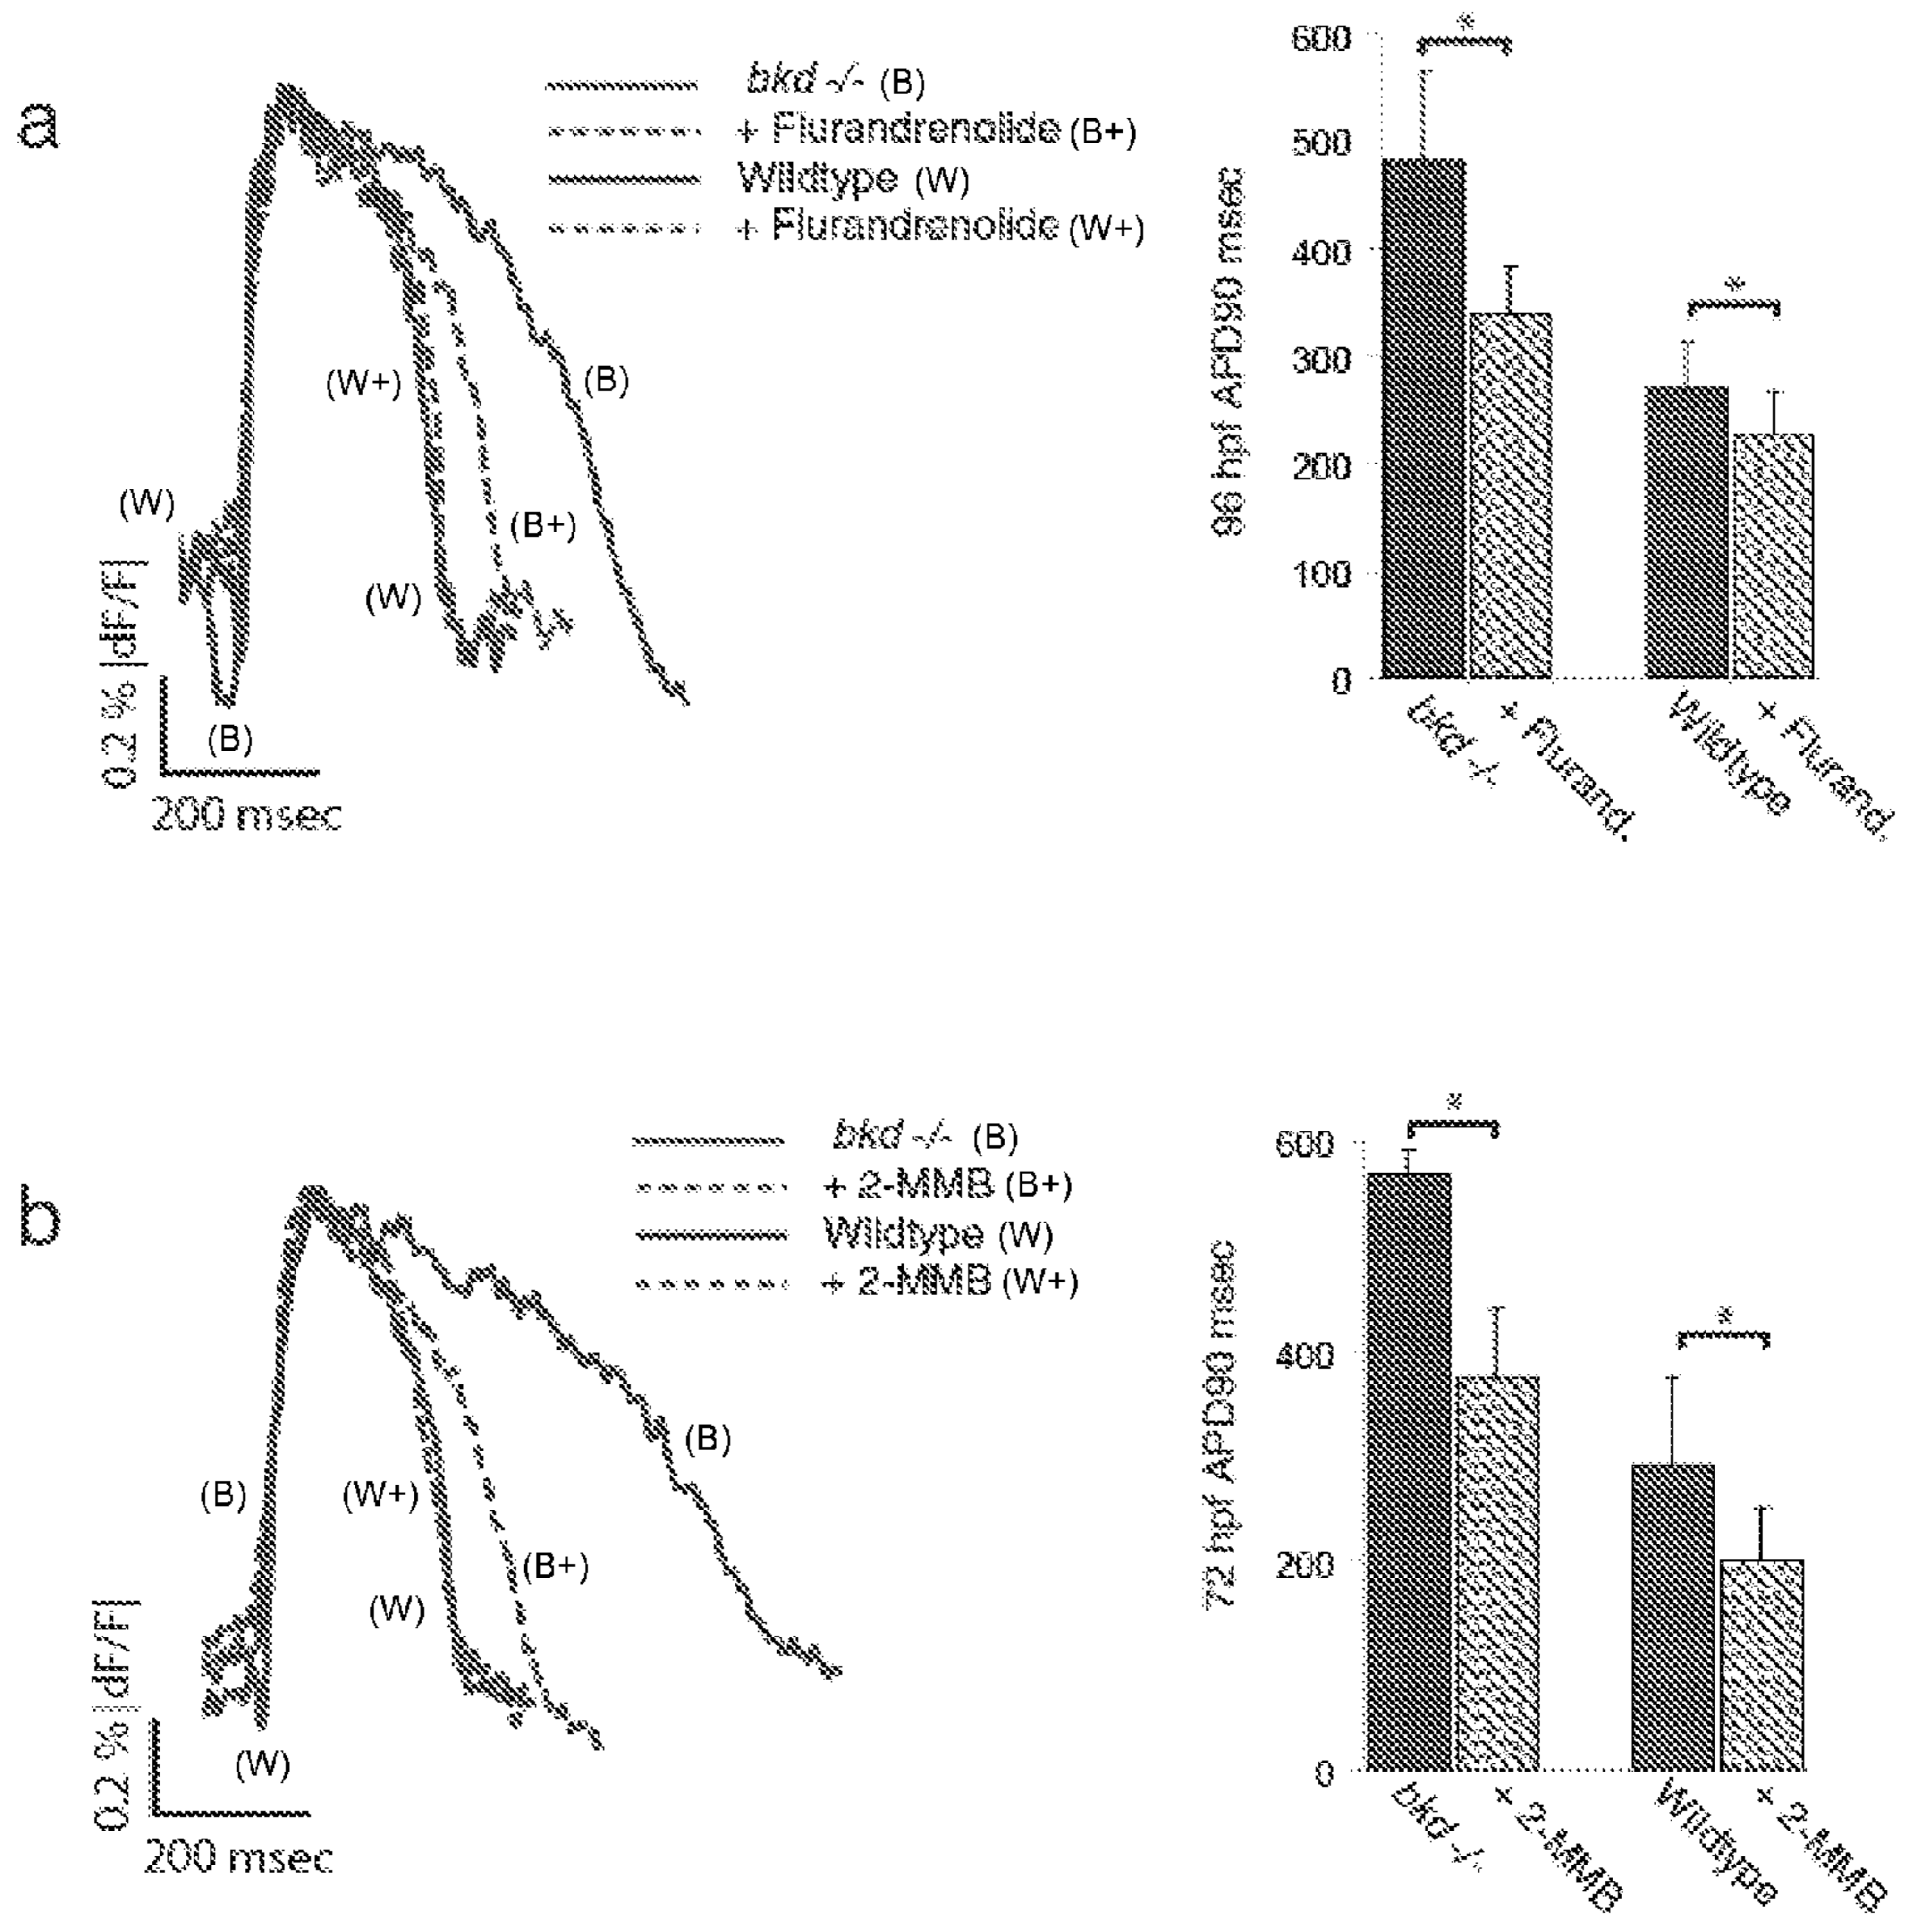 a
bkd -/- (B)
+ Flurandrenolide (B+)
Wildtype (W)
+ Flurandrenolide (W+)
(W+)
(B)
(W)
(B+)
(W)
(B)
0.2 % |dF/F|
200 msec
*
*
600
500
400
300
200
100
0
96 hpf APD90 msec
bkd -/-
+ Flurand.
Wildtype
+ Flurand.
b
bkd -/- (B)
+ 2-MMB (B+)
Wildtype (W)
+ 2-MMB (W+)
(B)
(B)
(W+)
(B+)
(W)
(W)
0.2 % |dF/F|
200 msec
*
*
600
400
200
0
72 hpf APD90 msec
bkd -/-
+ 2-MMB
Wildtype
+ 2-MMB